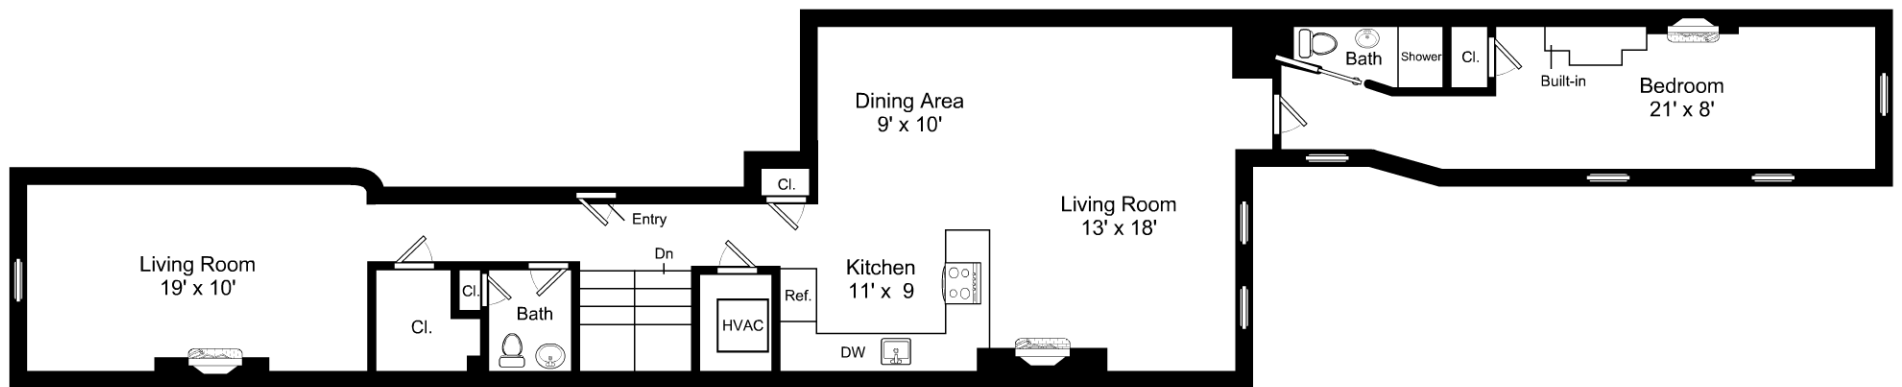 Living Room
19' x 10'
Cl.
Cl.
Bath
Entry
Dn
HVAC
Cl.
Dining Area
9' x 10'
Kitchen
11' x 9
Ref.
DW
Living Room
13' x 18'
Bath
Shower
Cl.
Built-in
Bedroom
21' x 8'